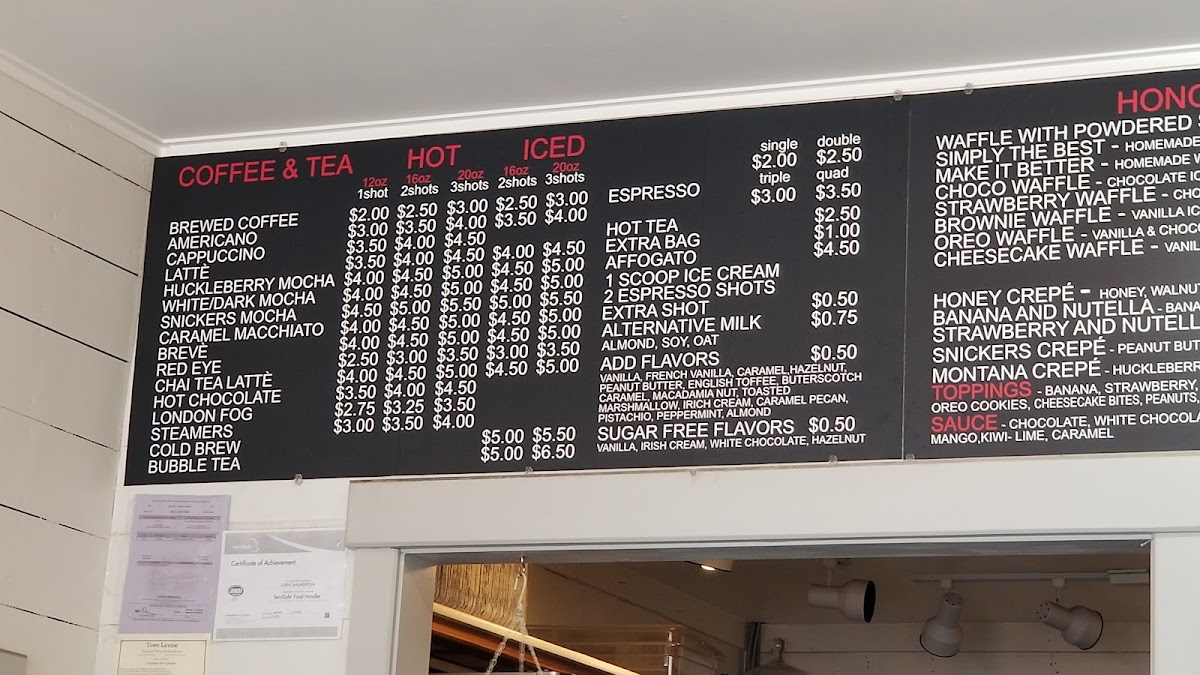 COFFEE & TEA HOT ICED
12oz 16oz 20oz 16oz 20oz
1shot 2shots 3shots 2shots 3shots
BREWED COFFEE $2.00 $2.50 $3.00 $2.50 $3.00
AMERICANO $3.00 $3.50 $4.00 $3.50 $4.00
CAPPUCCINO $3.50 $4.00 $4.50
LATTÈ $3.50 $4.00 $4.50 $4.00 $4.50
HUCKLEBERRY MOCHA $4.00 $4.50 $5.00 $4.50 $5.00
WHITE/DARK MOCHA $4.00 $4.50 $5.00 $4.50 $5.00
SNICKERS MOCHA $4.50 $5.00 $5.50 $5.00 $5.50
CARAMEL MACCHIATO $4.00 $4.50 $5.00 $4.50 $5.00
BREVÈ $4.00 $4.50 $5.00 $4.50 $5.00
RED EYE $2.50 $3.00 $3.50 $3.00 $3.50
CHAI TEA LATTÈ $4.00 $4.50 $5.00 $4.50 $5.00
HOT CHOCOLATE $3.50 $4.00 $4.50
LONDON FOG $2.75 $3.25 $3.50
STEAMERS $3.00 $3.50 $4.00
COLD BREW $5.00 $5.50
BUBBLE TEA $5.00 $6.50
single double
ESPRESSO $2.00 $2.50
triple quad
$3.00 $3.50
HOT TEA $2.50
EXTRA BAG $1.00
AFFOGATO $4.50
1 SCOOP ICE CREAM
2 ESPRESSO SHOTS
EXTRA SHOT $0.50
ALTERNATIVE MILK $0.75
ALMOND, SOY, OAT
ADD FLAVORS $0.50
VANILLA, FRENCH VANILLA, CARAMEL,HAZELNUT,
PEANUT BUTTER, ENGLISH TOFFEE, BUTTERSCOTCH
CARAMEL, MACADAMIA NUT, TOASTED
MARSHMALLOW, IRICH CREAM, CARAMEL PECAN,
PISTACHIO, PEPPERMINT, ALMOND
SUGAR FREE FLAVORS $0.50
VANILLA, IRISH CREAM, WHITE CHOCOLATE, HAZELNUT
HONG
WAFFLE WITH POWDERED S
SIMPLY THE BEST - HOMEMADE
MAKE IT BETTER - HOMEMADE W
CHOCO WAFFLE - CHOCOLATE IC
STRAWBERRY WAFFLE - CHO
BROWNIE WAFFLE - VANILLA IC
OREO WAFFLE - VANILLA & CHOC
CHEESECAKE WAFFLE - VANIL
HONEY CREPÉ - HONEY, WALNUT
BANANA AND NUTELLA - BANA
STRAWBERRY AND NUTELL
SNICKERS CREPÉ - PEANUT BUT
MONTANA CREPÉ - HUCKLEBERR
TOPPINGS - BANANA, STRAWBERRY,
OREO COOKIES, CHEESECAKE BITES, PEANUTS,
SAUCE - CHOCOLATE, WHITE CHOCOL
MANGO,KIWI- LIME, CARAMEL
ServSafe
Certificate of Achievement
ServSafe Food Handler
Town License